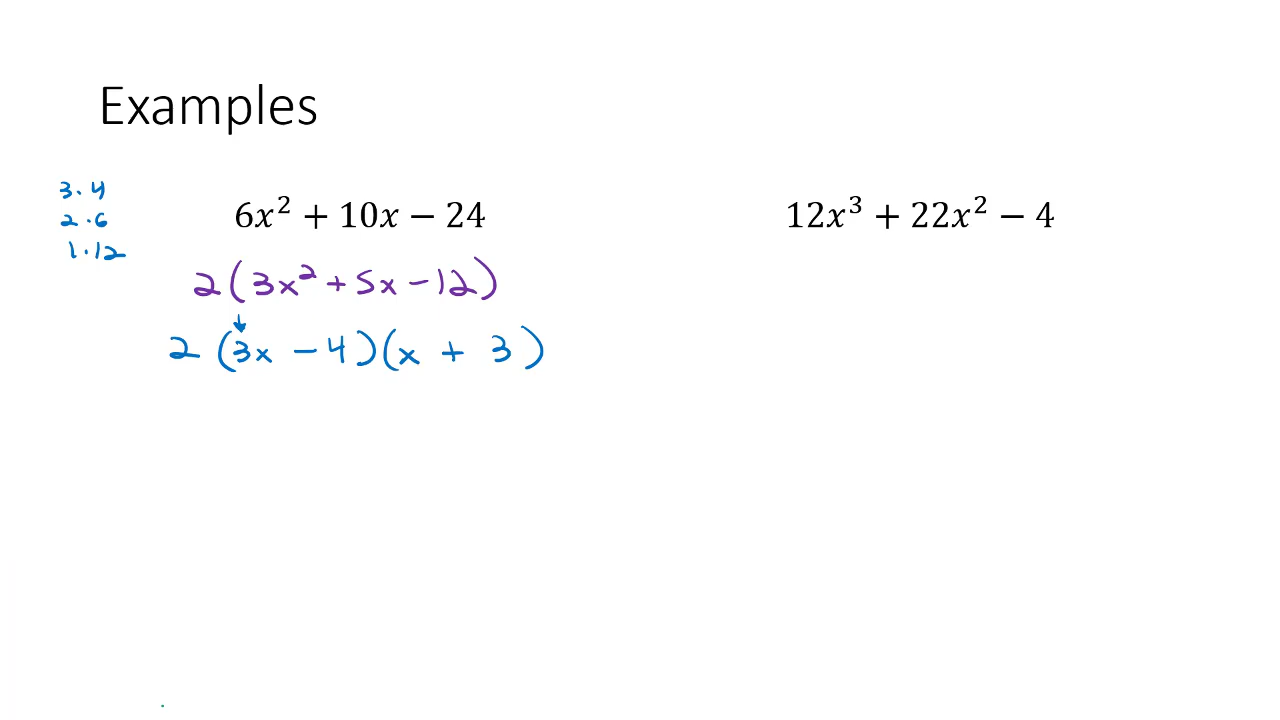 Examples
3·4
2·6
1·12
6x² + 10x − 24
2(3x² + 5x − 12)
2(3x − 4)(x + 3)
12x³ + 22x² − 4